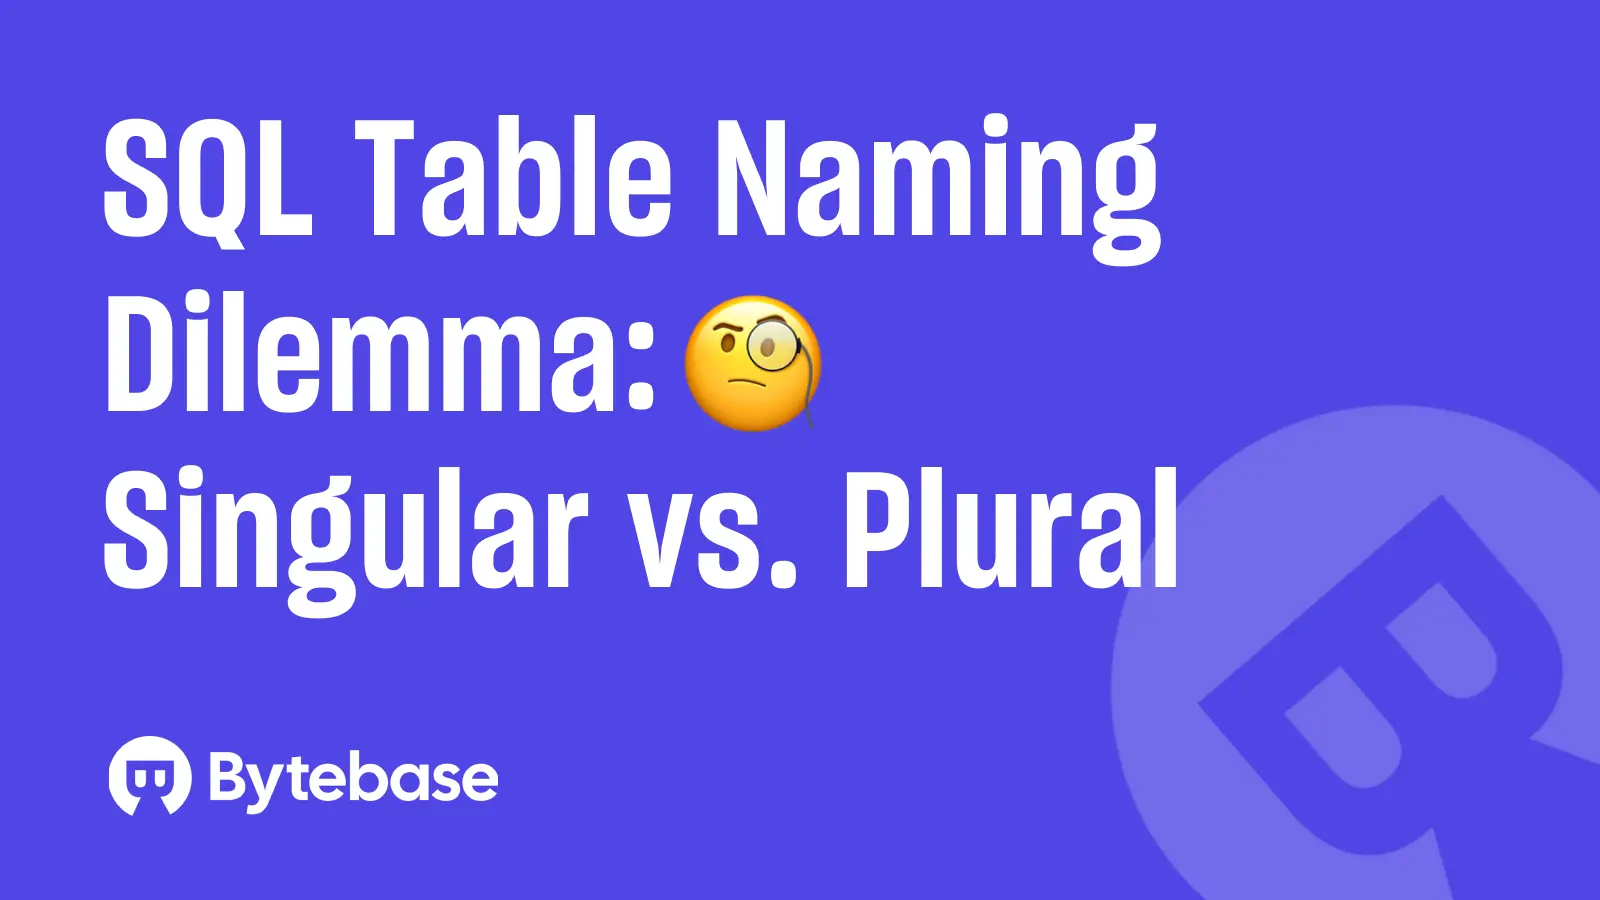 SQL Table Naming
Dilemma: 🧐
Singular vs. Plural
Bytebase